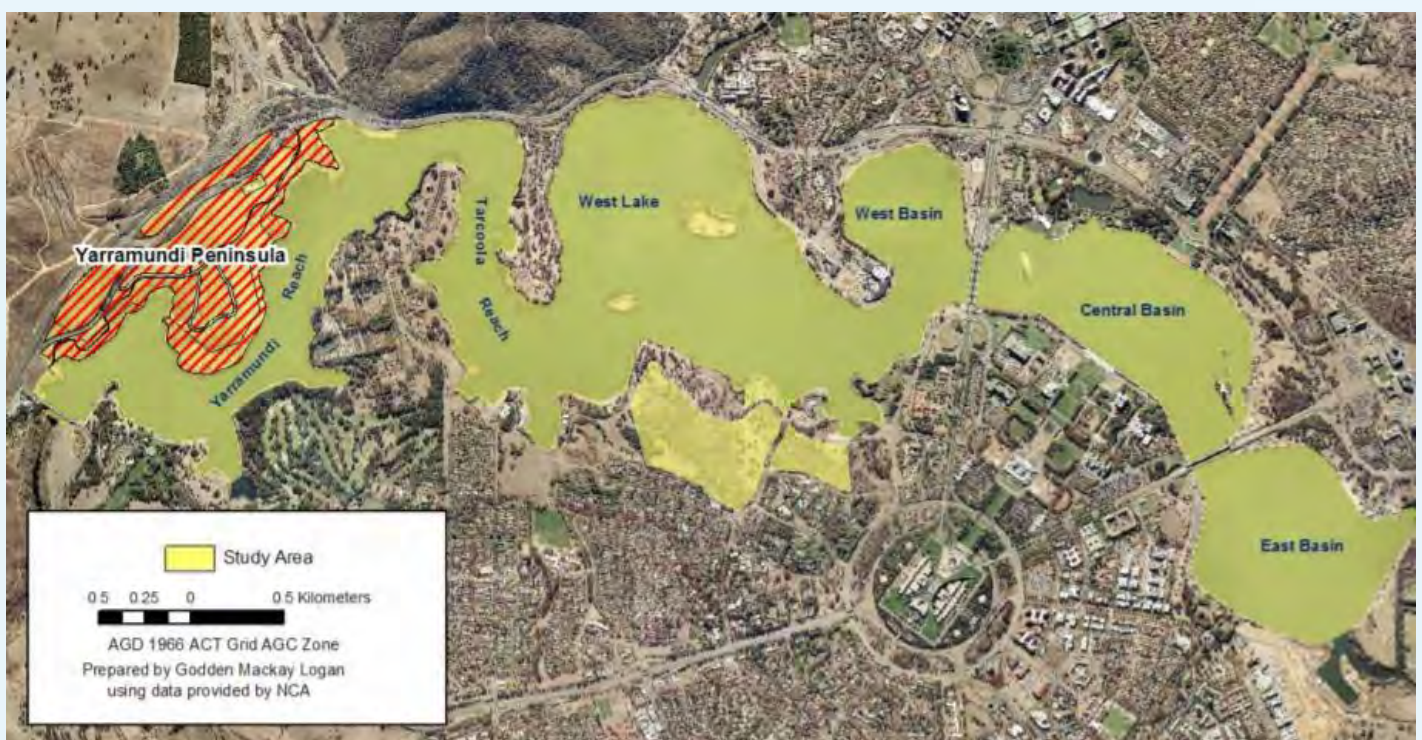 Yarramundi Peninsula
Yarramundi
Reach
Tarcoola
Reach
West Lake
West Basin
Central Basin
East Basin
Study Area
0.5 0.25 0 0.5 Kilometers
AGD 1966 ACT Grid AGC Zone
Prepared by Godden Mackay Logan
using data provided by NCA